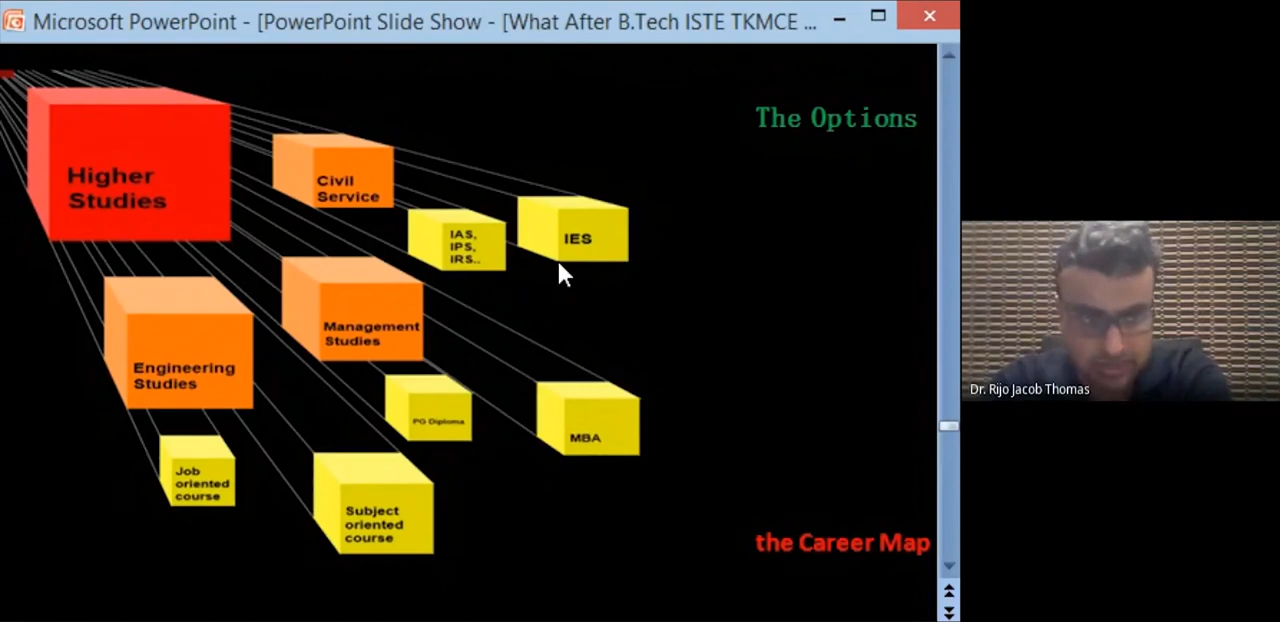 Microsoft PowerPoint - [PowerPoint Slide Show - [What After B.Tech ISTE TKMCE ...
The Options
Higher
Studies
Civil
Service
IAS,
IPS,
IRS..
IES
Management
Studies
Engineering
Studies
PG Diploma
MBA
Job
oriented
course
Subject
oriented
course
the Career Map
Dr. Rijo Jacob Thomas